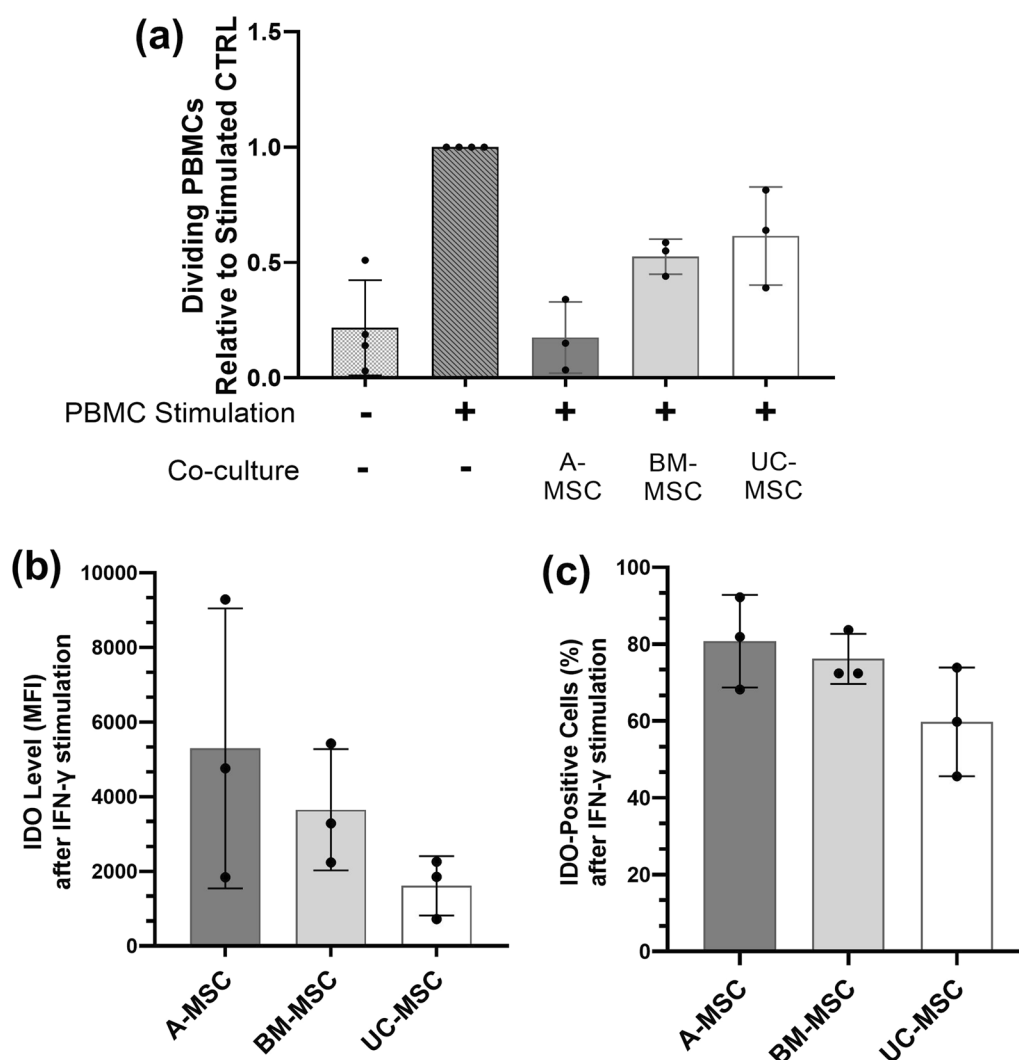 (a)
Dividing PBMCs
Relative to Stimulated CTRL
1.5
1.0
0.5
0.0
PBMC Stimulation - + + + +
Co-culture - - A-MSC BM-MSC UC-MSC
(b)
IDO Level (MFI)
after IFN-γ stimulation
10000
8000
6000
4000
2000
0
A-MSC
BM-MSC
UC-MSC
(c)
IDO-Positive Cells (%)
after IFN-γ stimulation
100
80
60
40
20
0
A-MSC
BM-MSC
UC-MSC